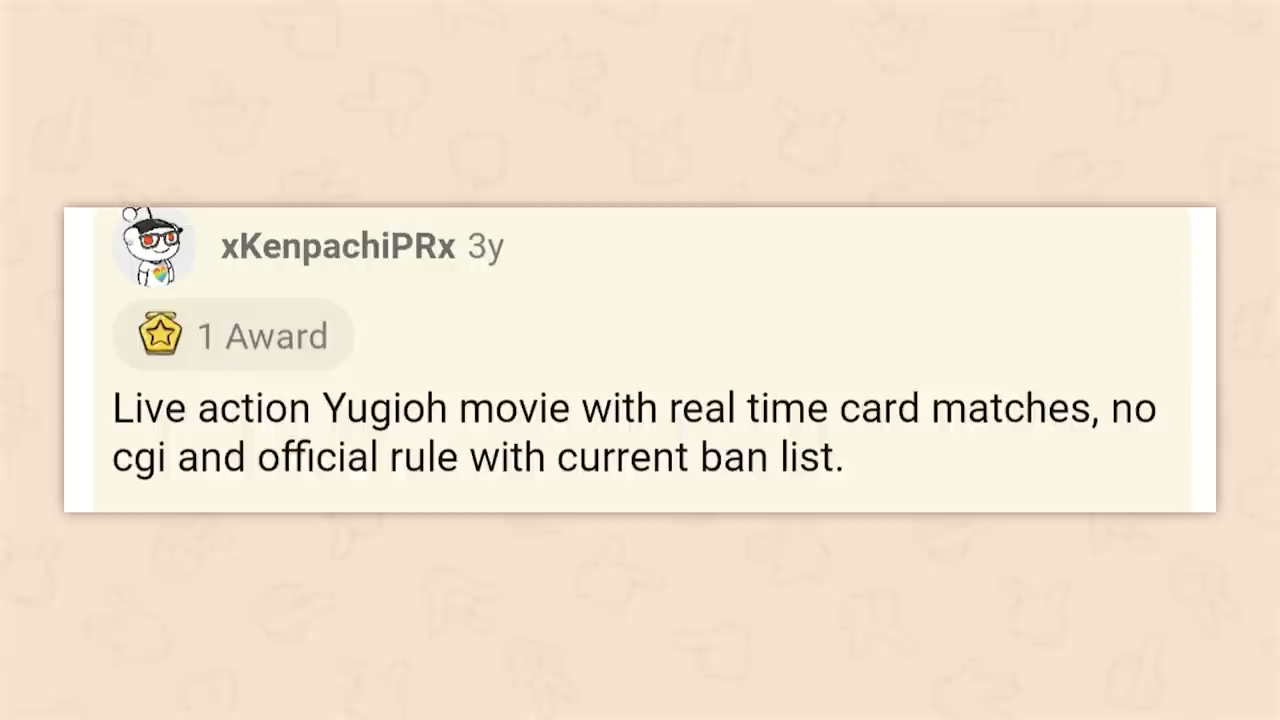 xKenpachiPRx 3y
1 Award
Live action Yugioh movie with real time card matches, no
cgi and official rule with current ban list.